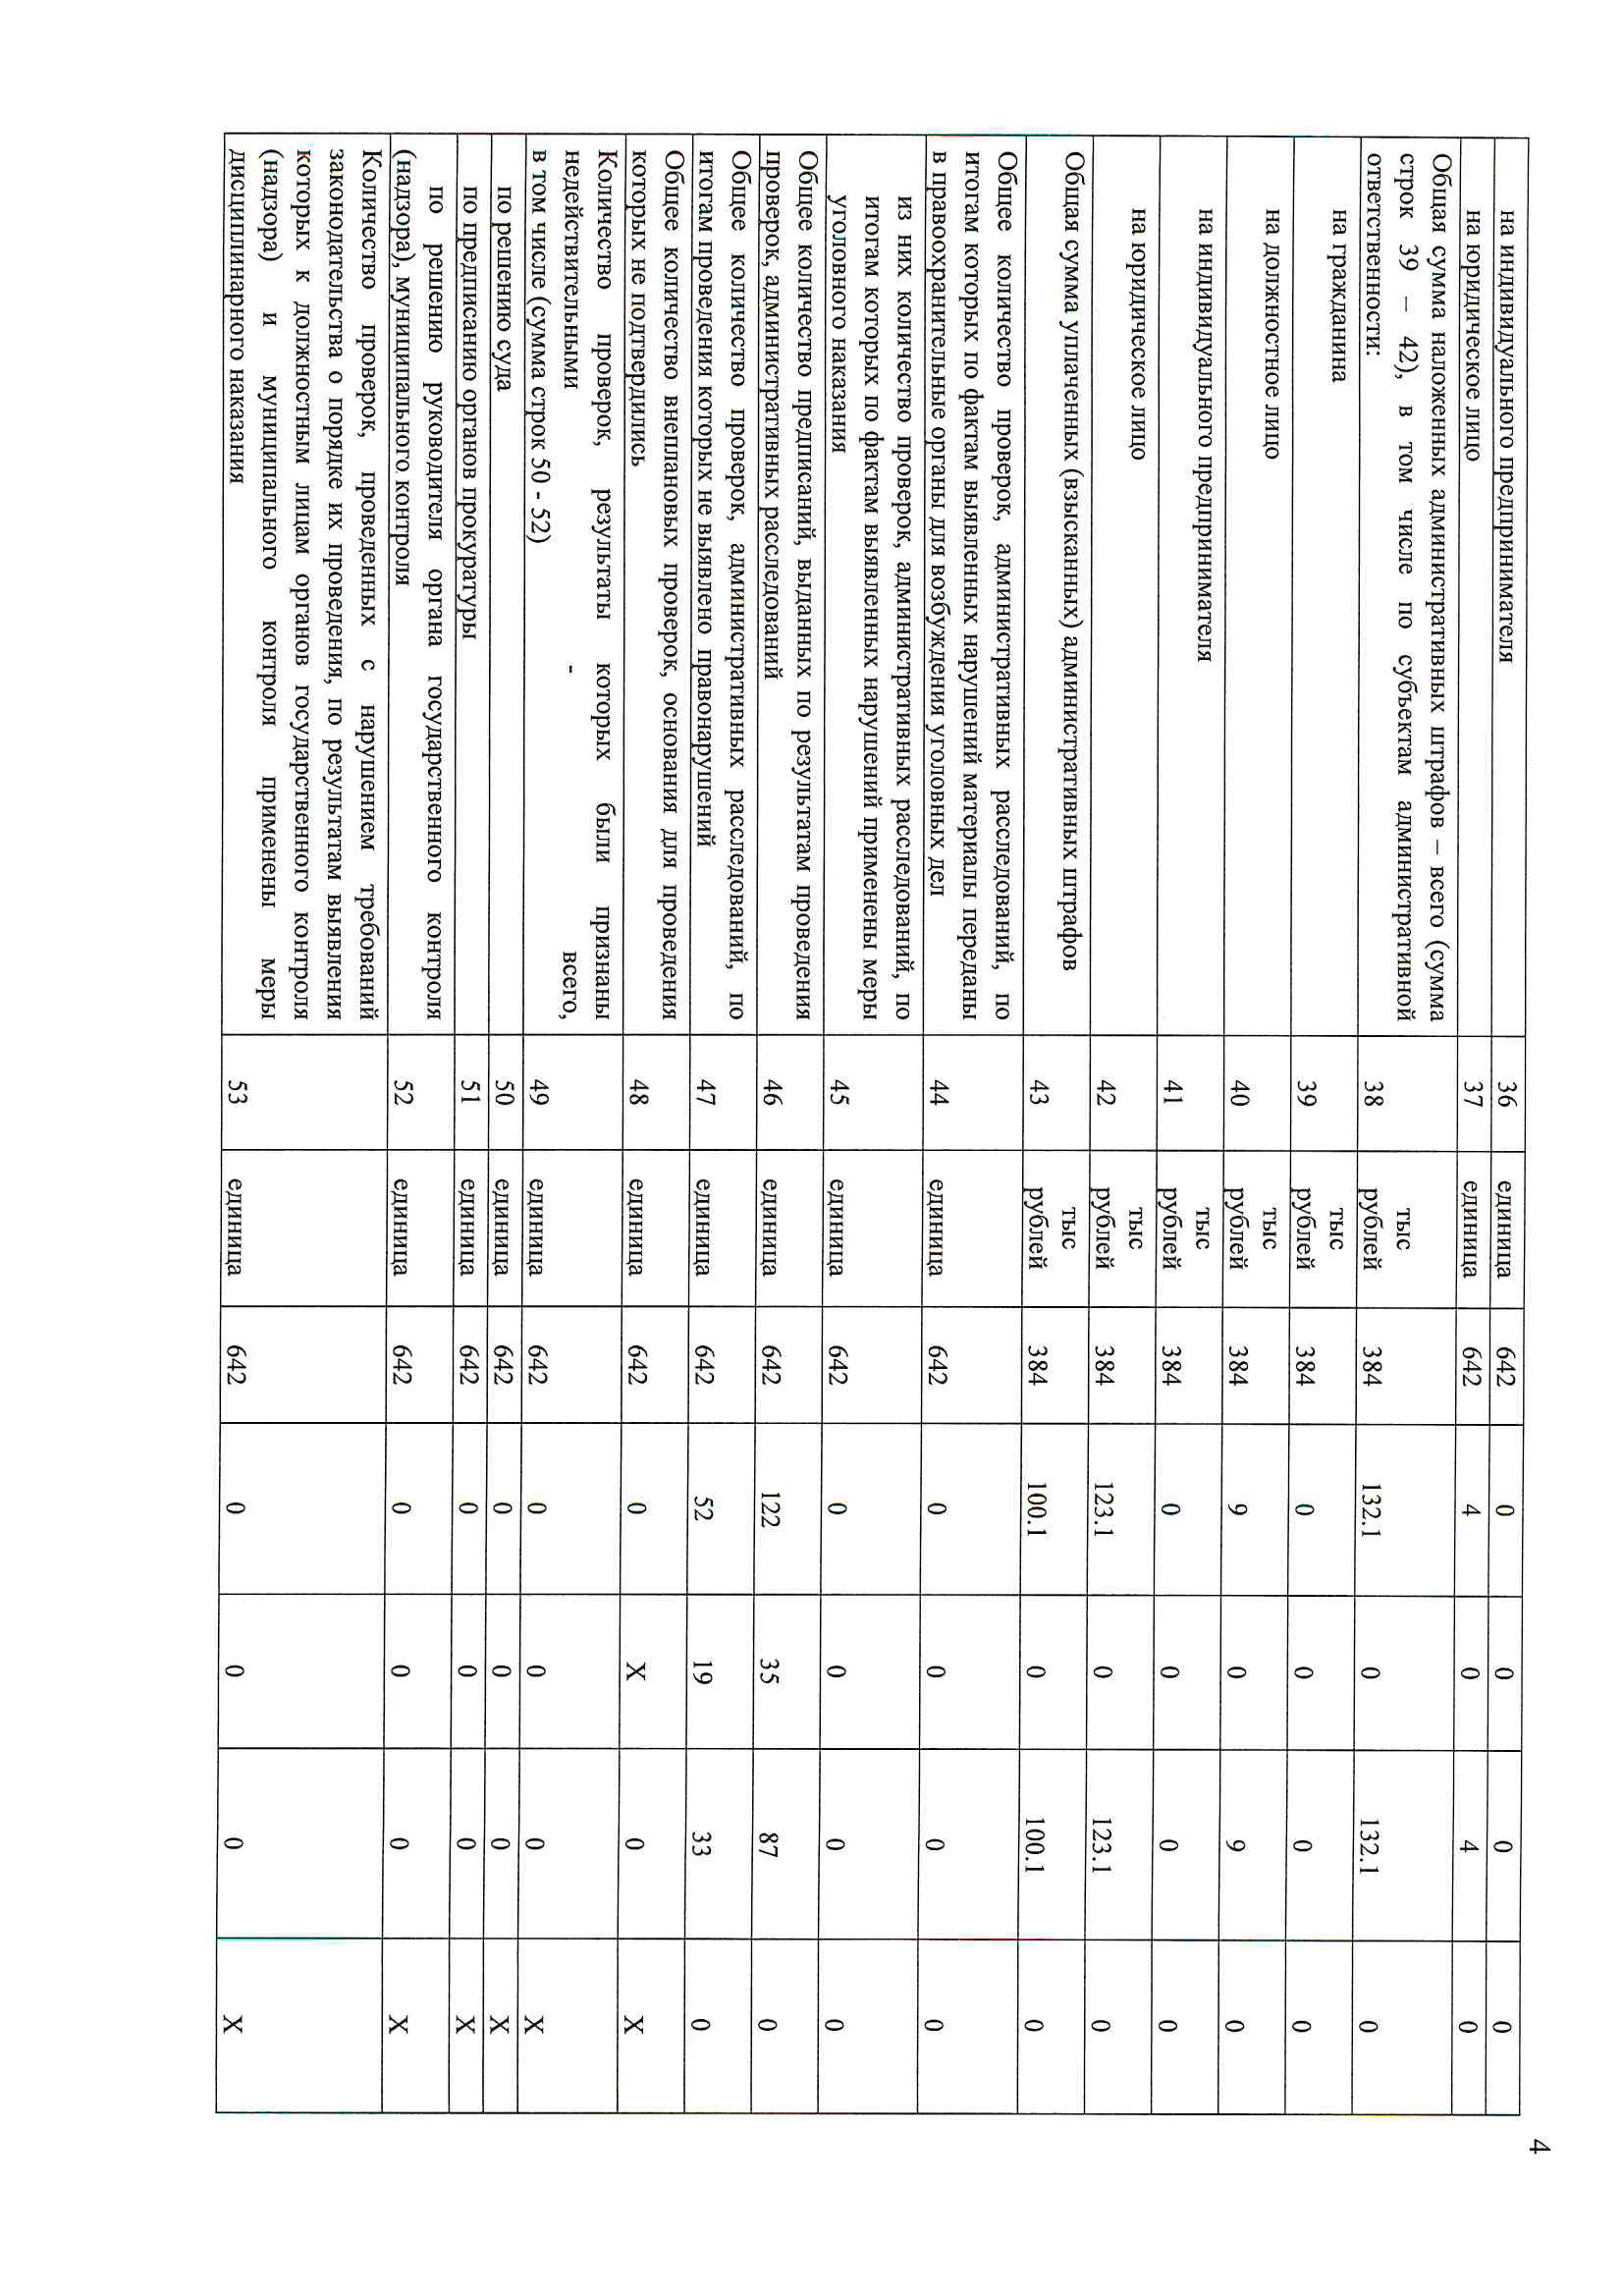 4
на индивидуального предпринимателя 36 единица 642 0 0 0 0
на юридическое лицо 37 единица 642 4 0 4 0
Общая сумма наложенных административных штрафов – всего (сумма
строк 39 – 42), в том числе по субъектам административной
ответственности: 38 тыс рублей 384 132.1 0 132.1 0
на гражданина 39 тыс рублей 384 0 0 0 0
на должностное лицо 40 тыс рублей 384 9 0 9 0
на индивидуального предпринимателя 41 тыс рублей 384 0 0 0 0
на юридическое лицо 42 тыс рублей 384 123.1 0 123.1 0
Общая сумма уплаченных (взысканных) административных штрафов 43 тыс рублей 384 100.1 0 100.1 0
Общее количество проверок, административных расследований, по
итогам которых по фактам выявленных нарушений материалы переданы
в правоохранительные органы для возбуждения уголовных дел 44 единица 642 0 0 0 0
из них количество проверок, административных расследований, по
итогам которых по фактам выявленных нарушений применены меры
уголовного наказания 45 единица 642 0 0 0 0
Общее количество предписаний, выданных по результатам проведения
проверок, административных расследований 46 единица 642 122 35 87 0
Общее количество проверок, административных расследований, по
итогам проведения которых не выявлено правонарушений 47 единица 642 52 19 33 0
Общее количество внеплановых проверок, основания для проведения
которых не подтвердились 48 единица 642 0 Х 0 Х
Количество проверок, результаты которых были признаны
недействительными - всего,
в том числе (сумма строк 50 - 52) 49 единица 642 0 0 0 Х
по решению суда 50 единица 642 0 0 0 Х
по предписанию органов прокуратуры 51 единица 642 0 0 0 Х
по решению руководителя органа государственного контроля
(надзора), муниципального контроля 52 единица 642 0 0 0 Х
Количество проверок, проведенных с нарушением требований
законодательства о порядке их проведения, по результатам выявления
которых к должностным лицам органов государственного контроля
(надзора) и муниципального контроля применены меры
дисциплинарного наказания 53 единица 642 0 0 0 Х